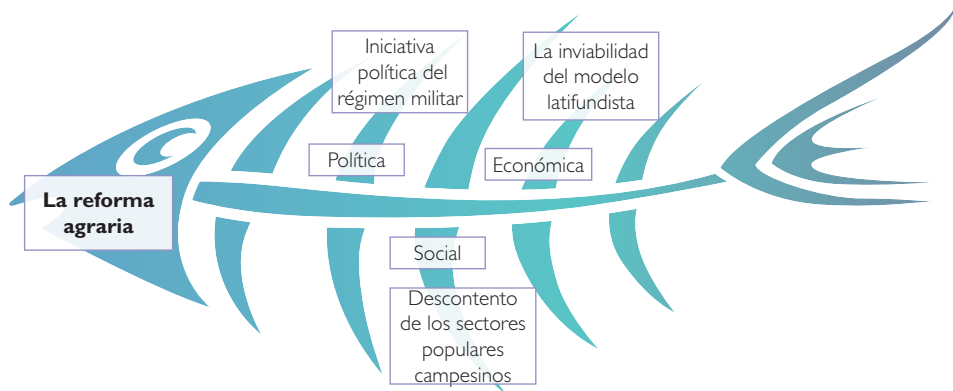 Iniciativa
política del
régimen militar
La inviabilidad
del modelo
latifundista
Política
Económica
La reforma
agraria
Social
Descontento
de los sectores
populares
campesinos